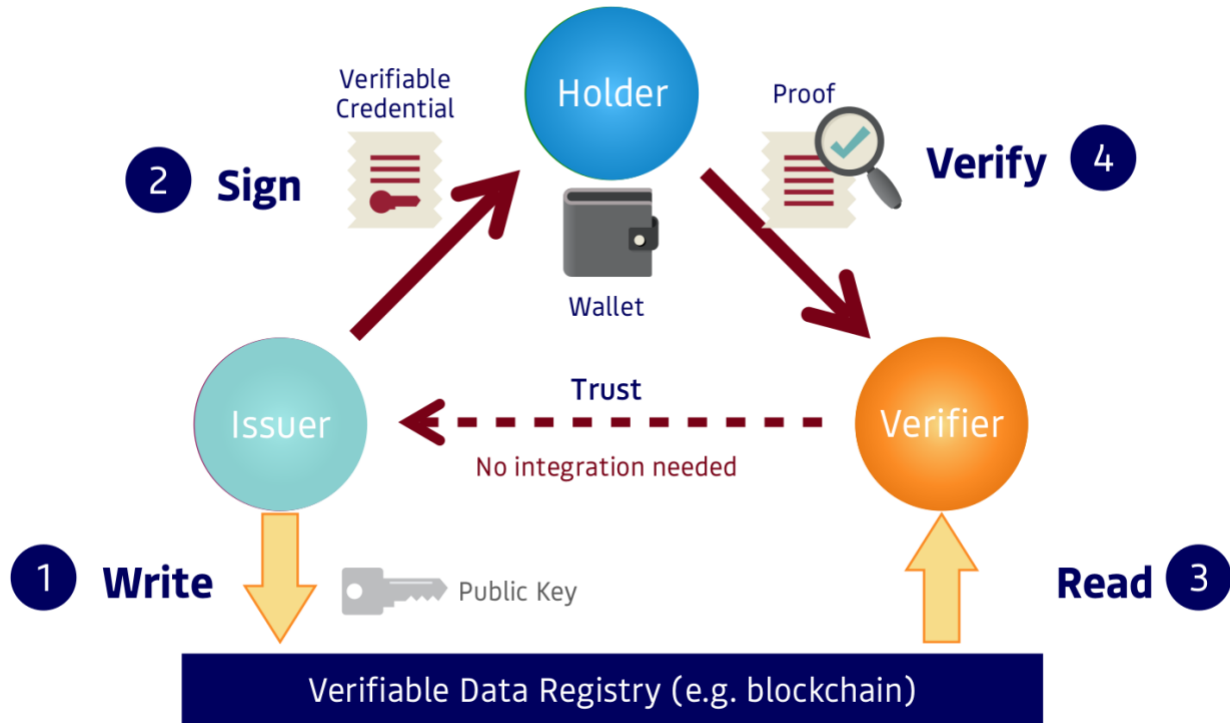 Verifiable
Credential
Holder
Proof
2 Sign
Verify 4
Wallet
Issuer
Trust
Verifier
No integration needed
1 Write
Public Key
Read 3
Verifiable Data Registry (e.g. blockchain)